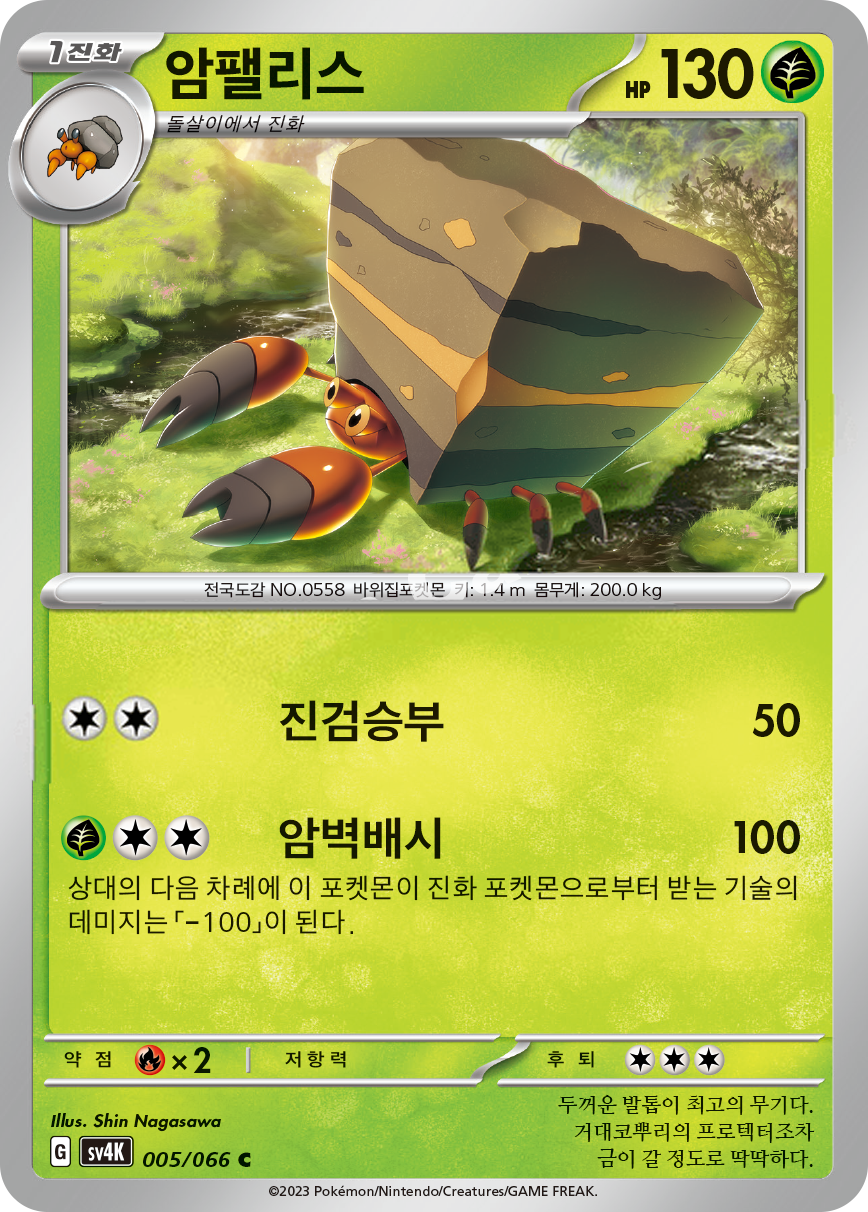 1진화
암팰리스
HP 130
돌살이에서 진화
전국도감 NO.0558 바위집포켓몬 키: 1.4 m 몸무게: 200.0 kg
진검승부 50
암벽배시 100
상대의 다음 차례에 이 포켓몬이 진화 포켓몬으로부터 받는 기술의
데미지는 「-100」이 된다.
약점 ×2 저항력 후퇴
Illus. Shin Nagasawa
G SV4K 005/066 C
두꺼운 발톱이 최고의 무기다.
거대코뿌리의 프로텍터조차
금이 갈 정도로 딱딱하다.
©2023 Pokémon/Nintendo/Creatures/GAME FREAK.